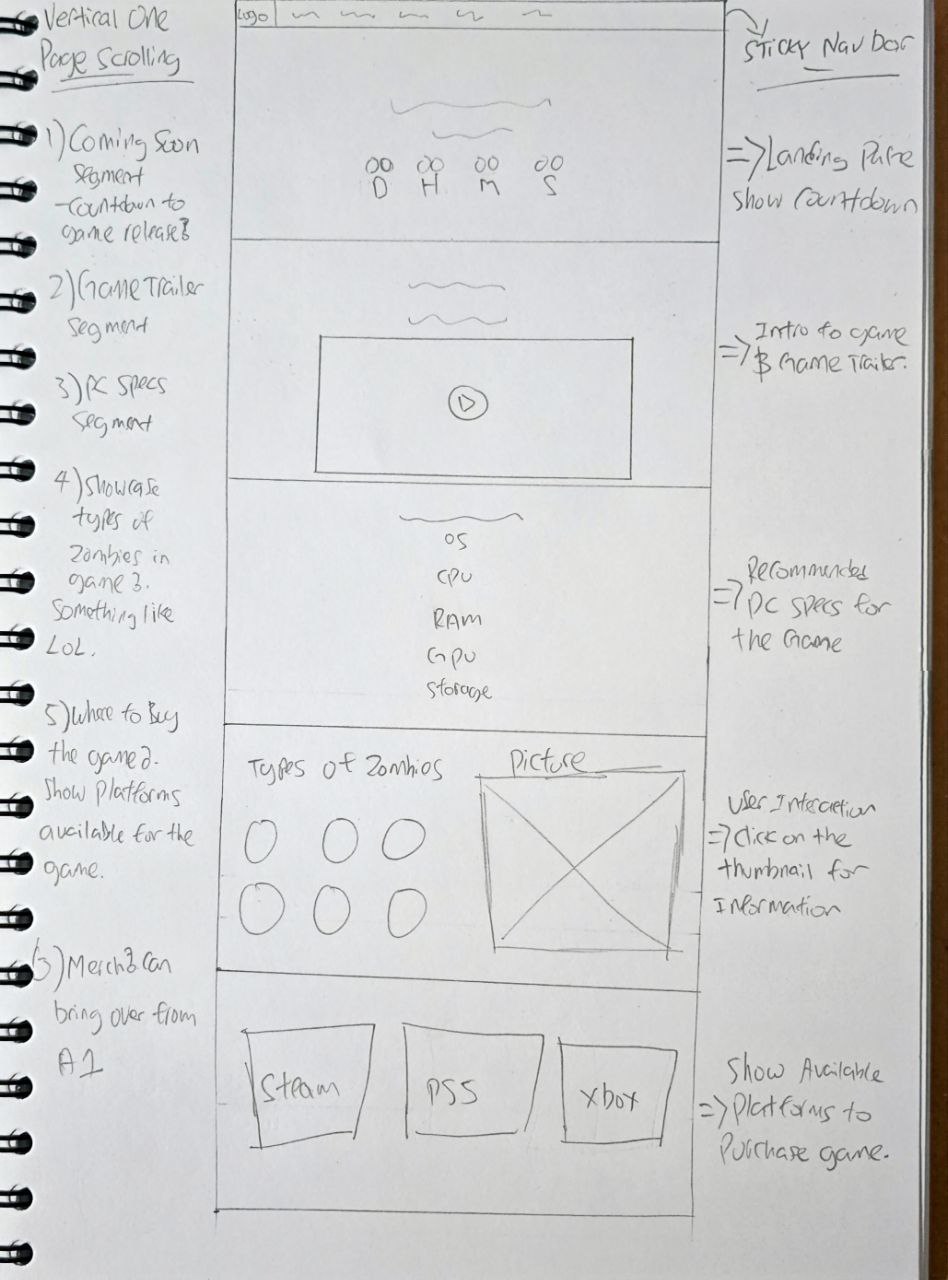 Vertical One
Page Scrolling
1) Coming Soon
segment
-Countdown to
game release?
2) Game Trailer
segment
3) PC Specs
segment
4) Showcase
types of
Zombies in
game?.
Something like
LoL.
5) Where to Buy
the game?.
Show platforms
available for the
game.
6) Merch? Can
bring over from
A1
Logo
00 00 00 00
D H M S
OS
CPU
RAM
GPU
Storage
Types of Zombies
Picture
Steam
PS5
Xbox
Sticky Nav bar
=> Landing Page
show Countdown
Intro to game
=> & Game Trailer.
Recommended
=> PC specs for
the Game
User Interaction
=> Click on the
thumbnail for
Information
Show Available
=> Platforms to
Purchase game.